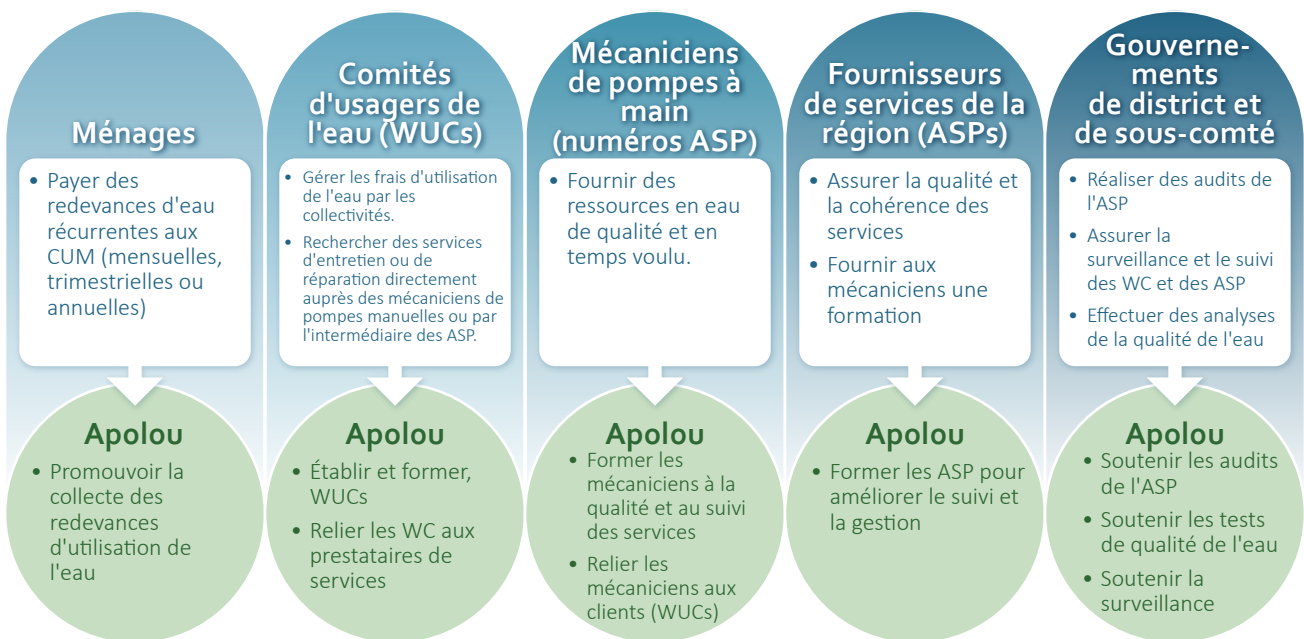 Ménages
• Payer des
redevances d'eau
récurrentes aux
CUM (mensuelles,
trimestrielles ou
annuelles)
Apolou
• Promouvoir la
collecte des
redevances
d'utilisation de
l'eau
Comités
d'usagers de
l'eau (WUCs)
• Gérer les frais d'utilisation
de l'eau par les
collectivités.
• Rechercher des services
d'entretien ou de
réparation directement
auprès des mécaniciens de
pompes manuelles ou par
l'intermédiaire des ASP.
Apolou
• Établir et former,
WUCs
• Relier les WC aux
prestataires de
services
Mécaniciens
de pompes à
main
(numéros ASP)
• Fournir des
ressources en eau
de qualité et en
temps voulu.
Apolou
• Former les
mécaniciens à la
qualité et au suivi
des services
• Relier les
mécaniciens aux
clients (WUCs)
Fournisseurs
de services de la
région (ASPs)
• Assurer la qualité et
la cohérence des
services
• Fournir aux
mécaniciens une
formation
Apolou
• Former les ASP pour
améliorer le suivi et
la gestion
Gouverne-
ments
de district et
de sous-comté
• Réaliser des audits de
l'ASP
• Assurer la
surveillance et le suivi
des WC et des ASP
• Effectuer des analyses
de la qualité de l'eau
Apolou
• Soutenir les audits
de l'ASP
• Soutenir les tests
de qualité de l'eau
• Soutenir la
surveillance